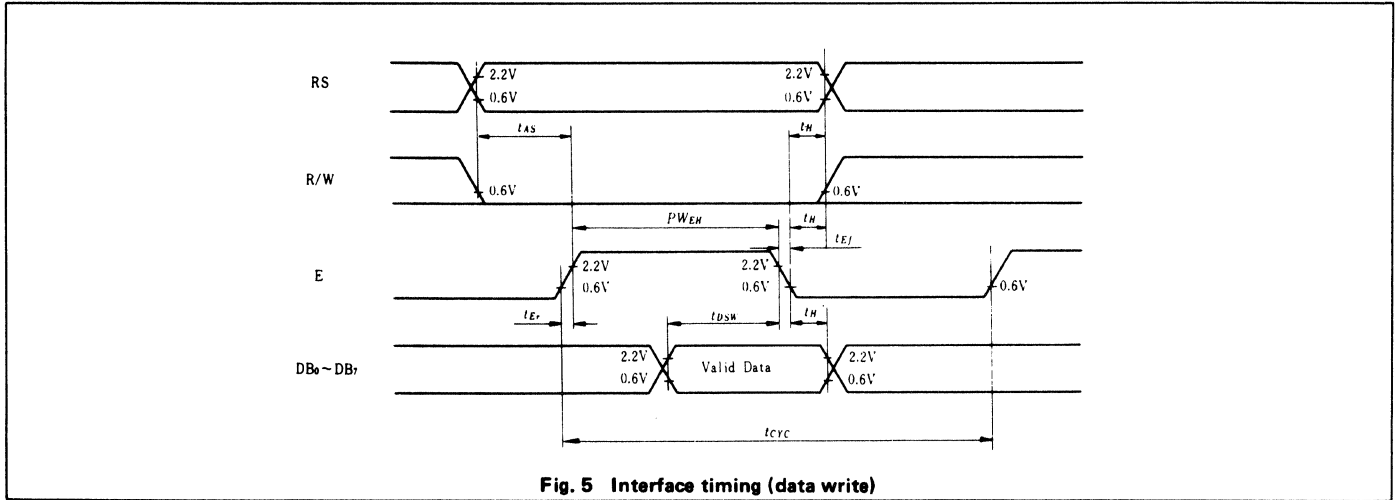 RS
2.2V
2.2V
0.6V
0.6V
tAS
tH
R/W
0.6V
0.6V
PWEH
tH
tEf
E
2.2V
2.2V
0.6V
0.6V
0.6V
tEr
tDSW
tH
DB₀~DB₇
2.2V
Valid Data
2.2V
0.6V
0.6V
tCYC
Fig. 5 Interface timing (data write)